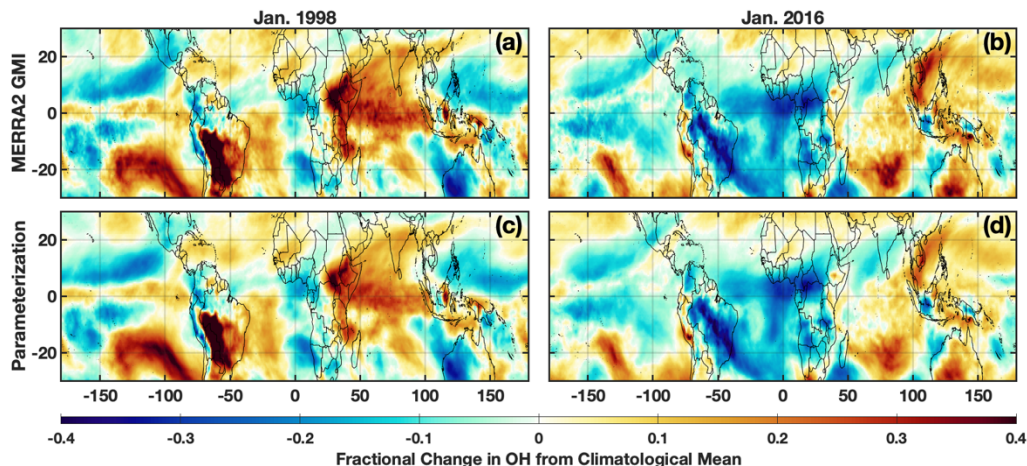 Jan. 1998
Jan. 2016
MERRA2 GMI
20
0
-20
(a)
(b)
Parameterization
20
0
-20
(c)
(d)
-150 -100 -50 0 50 100 150
-150 -100 -50 0 50 100 150
-0.4 -0.3 -0.2 -0.1 0 0.1 0.2 0.3 0.4
Fractional Change in OH from Climatological Mean